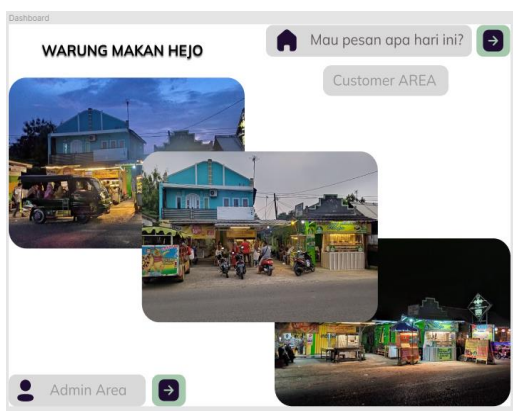 Dashboard
WARUNG MAKAN HEJO
Mau pesan apa hari ini?
Customer AREA
Admin Area